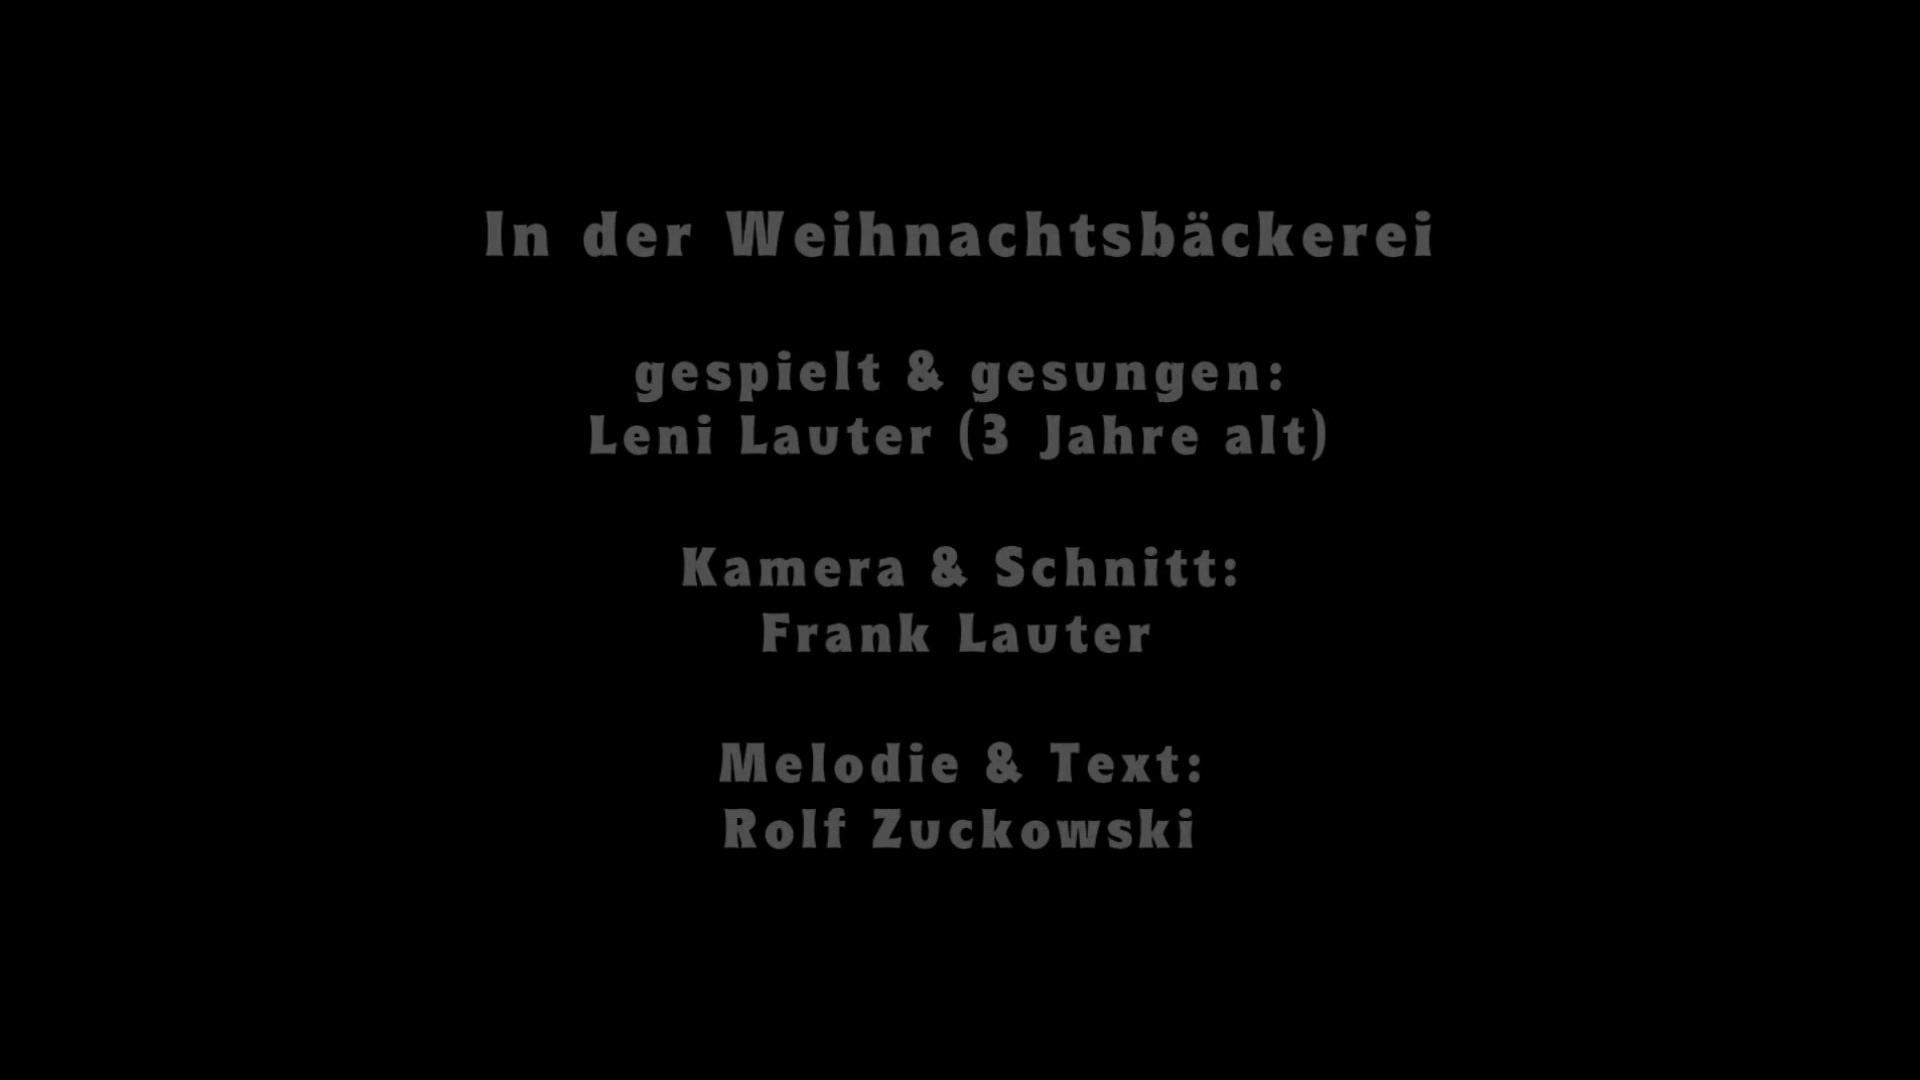 In der Weihnachtsbäckerei
gespielt & gesungen:
Leni Lauter (3 Jahre alt)
Kamera & Schnitt:
Frank Lauter
Melodie & Text:
Rolf Zuckowski